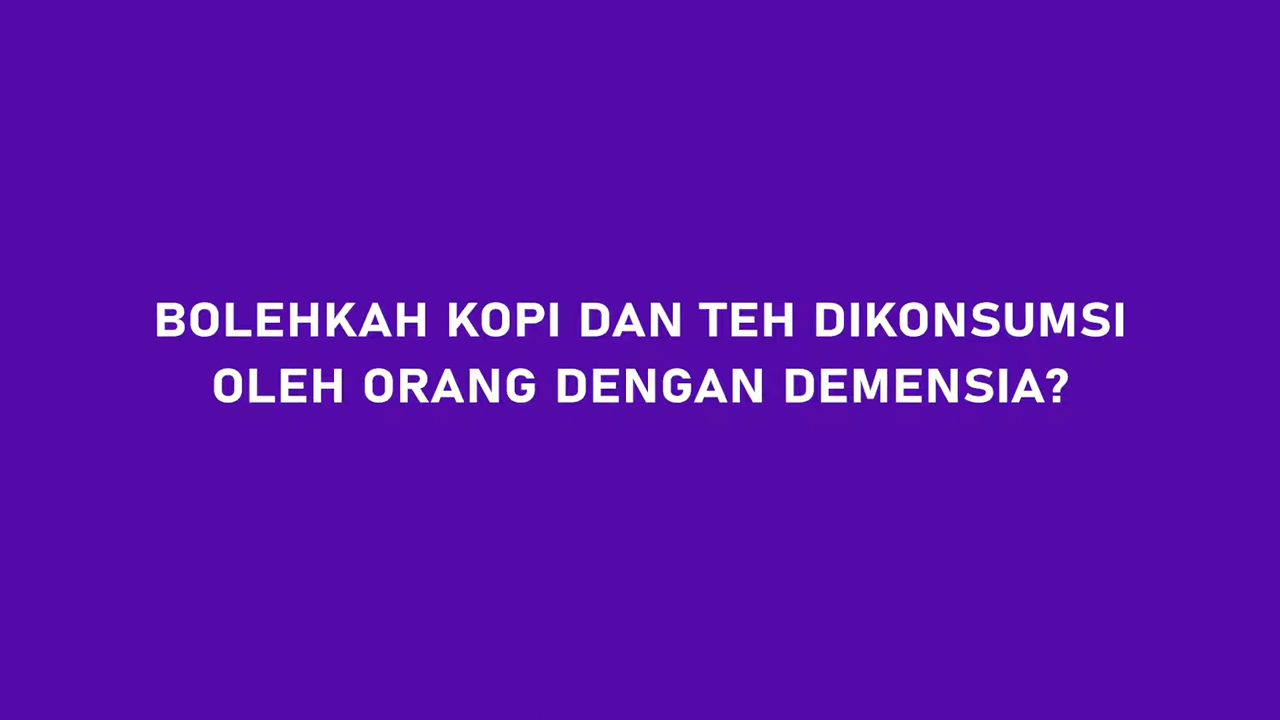 BOLEHKAH KOPI DAN TEH DIKONSUMSI
OLEH ORANG DENGAN DEMENSIA?